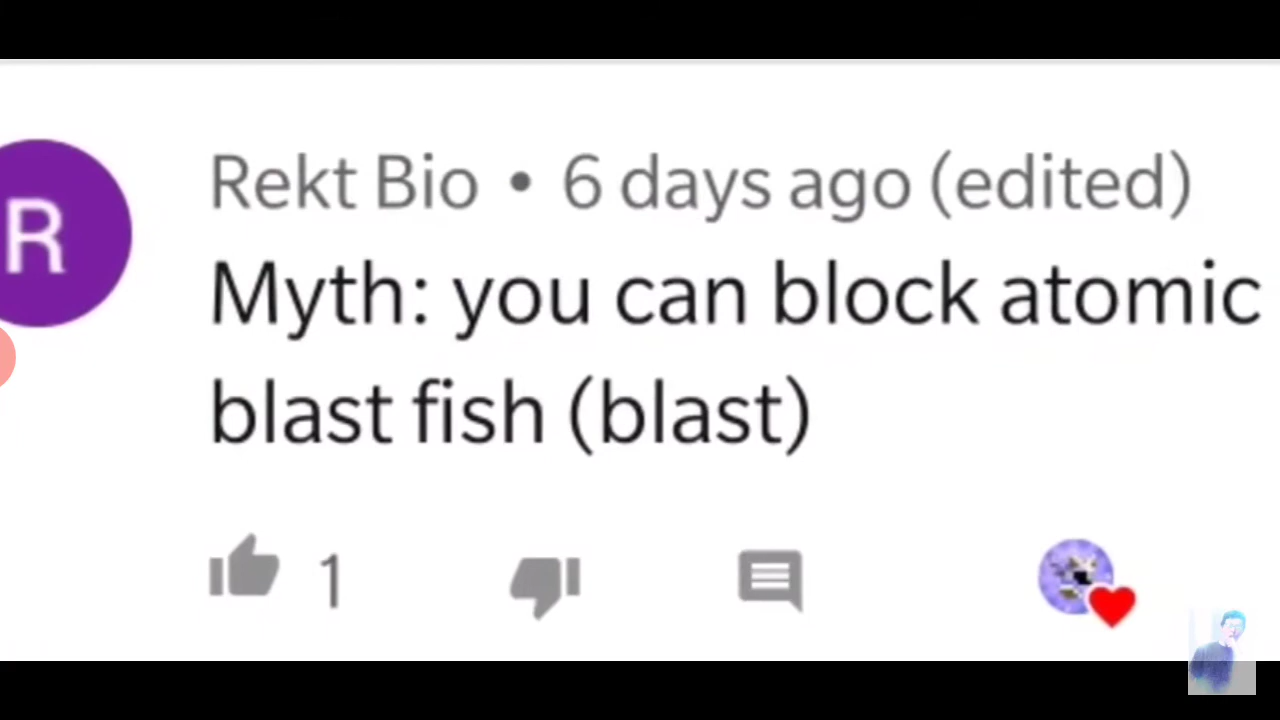 R
Rekt Bio • 6 days ago (edited)
Myth: you can block atomic
blast fish (blast)
1